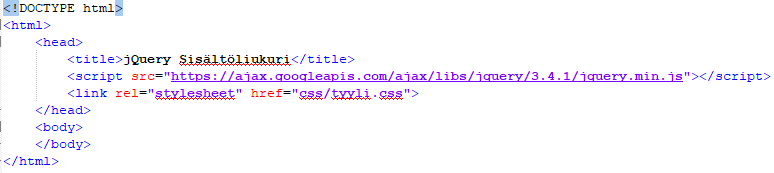 <!DOCTYPE html>
<html>
<head>
<title>jQuery Sisältöliukuri</title>
<script src="https://ajax.googleapis.com/ajax/libs/jquery/3.4.1/jquery.min.js"></script>
<link rel="stylesheet" href="css/tyyli.css">
</head>
<body>
</body>
</html>